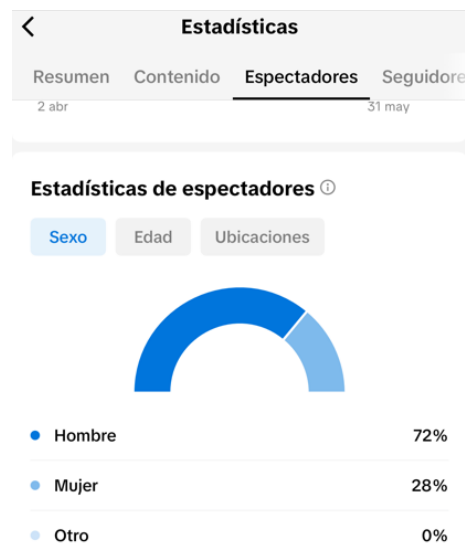 Estadísticas
Resumen Contenido Espectadores Seguidore
2 abr 31 may
Estadísticas de espectadores
Sexo Edad Ubicaciones
Hombre 72%
Mujer 28%
Otro 0%